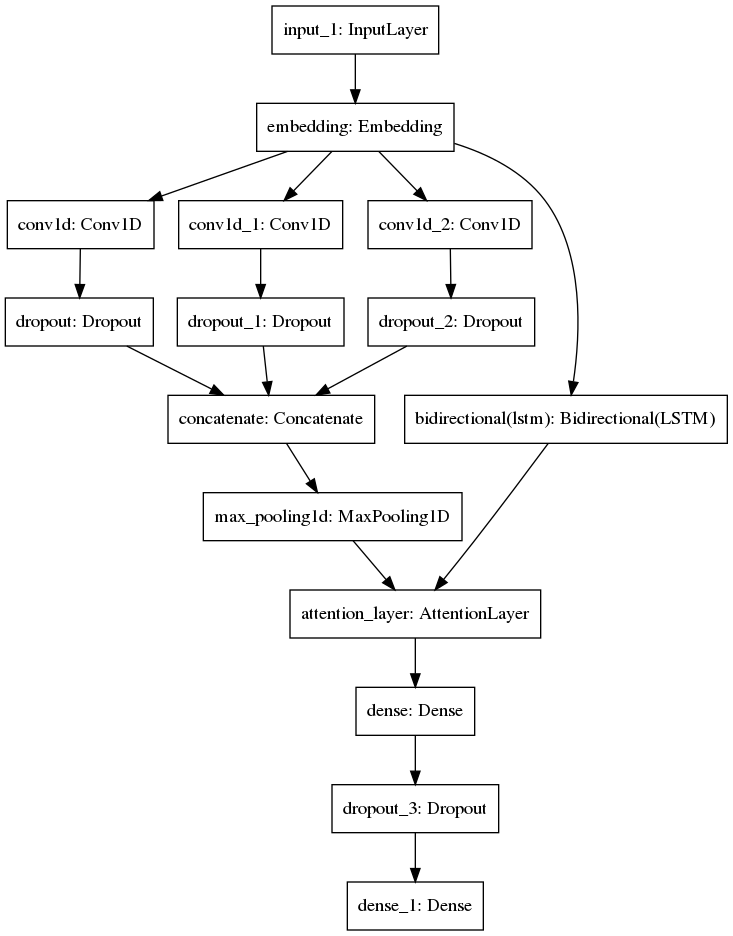 input_1: InputLayer
embedding: Embedding
conv1d: Conv1D
conv1d_1: Conv1D
conv1d_2: Conv1D
dropout: Dropout
dropout_1: Dropout
dropout_2: Dropout
concatenate: Concatenate
bidirectional(lstm): Bidirectional(LSTM)
max_pooling1d: MaxPooling1D
attention_layer: AttentionLayer
dense: Dense
dropout_3: Dropout
dense_1: Dense